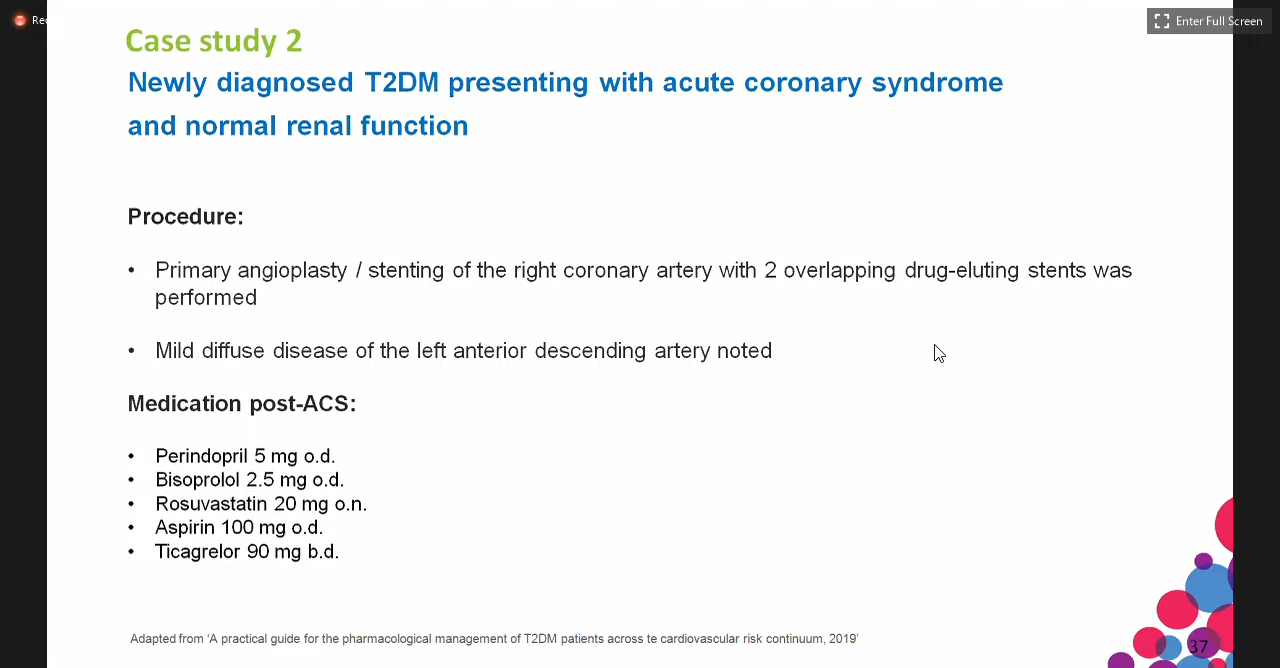 Rec
Enter Full Screen
Case study 2
Newly diagnosed T2DM presenting with acute coronary syndrome
and normal renal function
Procedure:
• Primary angioplasty / stenting of the right coronary artery with 2 overlapping drug-eluting stents was
performed
• Mild diffuse disease of the left anterior descending artery noted
Medication post-ACS:
• Perindopril 5 mg o.d.
• Bisoprolol 2.5 mg o.d.
• Rosuvastatin 20 mg o.n.
• Aspirin 100 mg o.d.
• Ticagrelor 90 mg b.d.
Adapted from ‘A practical guide for the pharmacological management of T2DM patients across te cardiovascular risk continuum, 2019’
37